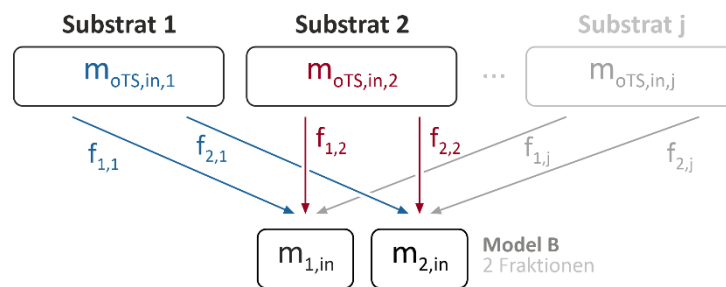 Substrat 1 Substrat 2 Substrat j
m_oTS,in,1 m_oTS,in,2 ... m_oTS,in,j
f_1,1 f_2,1 f_1,2 f_2,2 f_1,j f_2,j
m_1,in m_2,in Model B
2 Fraktionen